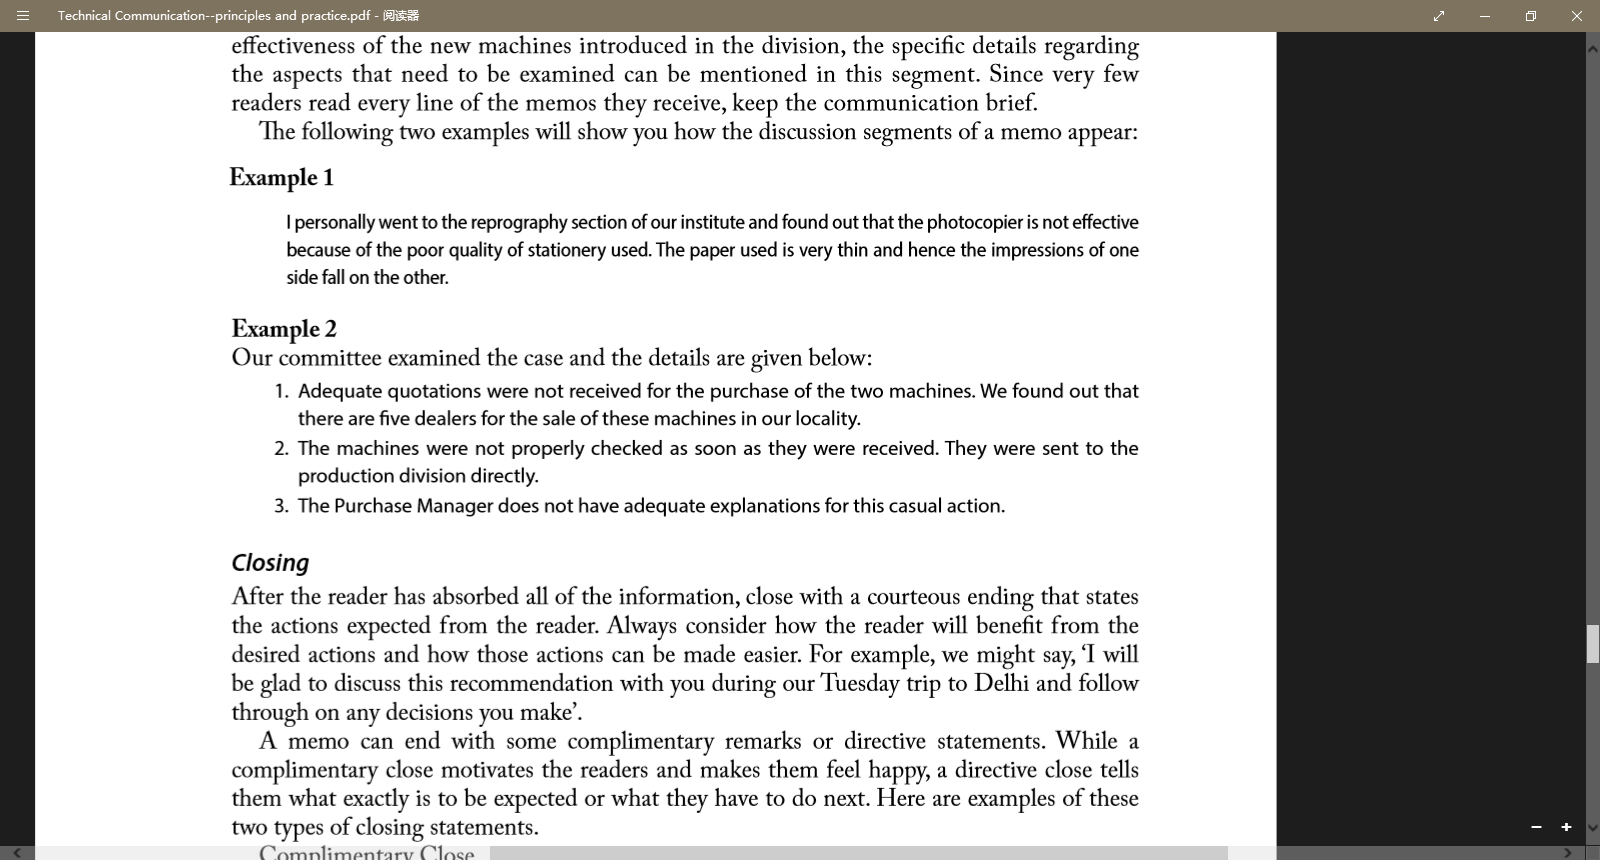 Technical Communication--principles and practice.pdf - 阅读器
effectiveness of the new machines introduced in the division, the specific details regarding
the aspects that need to be examined can be mentioned in this segment. Since very few
readers read every line of the memos they receive, keep the communication brief.
The following two examples will show you how the discussion segments of a memo appear:
Example 1
I personally went to the reprography section of our institute and found out that the photocopier is not effective
because of the poor quality of stationery used. The paper used is very thin and hence the impressions of one
side fall on the other.
Example 2
Our committee examined the case and the details are given below:
1. Adequate quotations were not received for the purchase of the two machines. We found out that
there are five dealers for the sale of these machines in our locality.
2. The machines were not properly checked as soon as they were received. They were sent to the
production division directly.
3. The Purchase Manager does not have adequate explanations for this casual action.
Closing
After the reader has absorbed all of the information, close with a courteous ending that states
the actions expected from the reader. Always consider how the reader will benefit from the
desired actions and how those actions can be made easier. For example, we might say, ‘I will
be glad to discuss this recommendation with you during our Tuesday trip to Delhi and follow
through on any decisions you make’.
A memo can end with some complimentary remarks or directive statements. While a
complimentary close motivates the readers and makes them feel happy, a directive close tells
them what exactly is to be expected or what they have to do next. Here are examples of these
two types of closing statements.
Complimentary Close